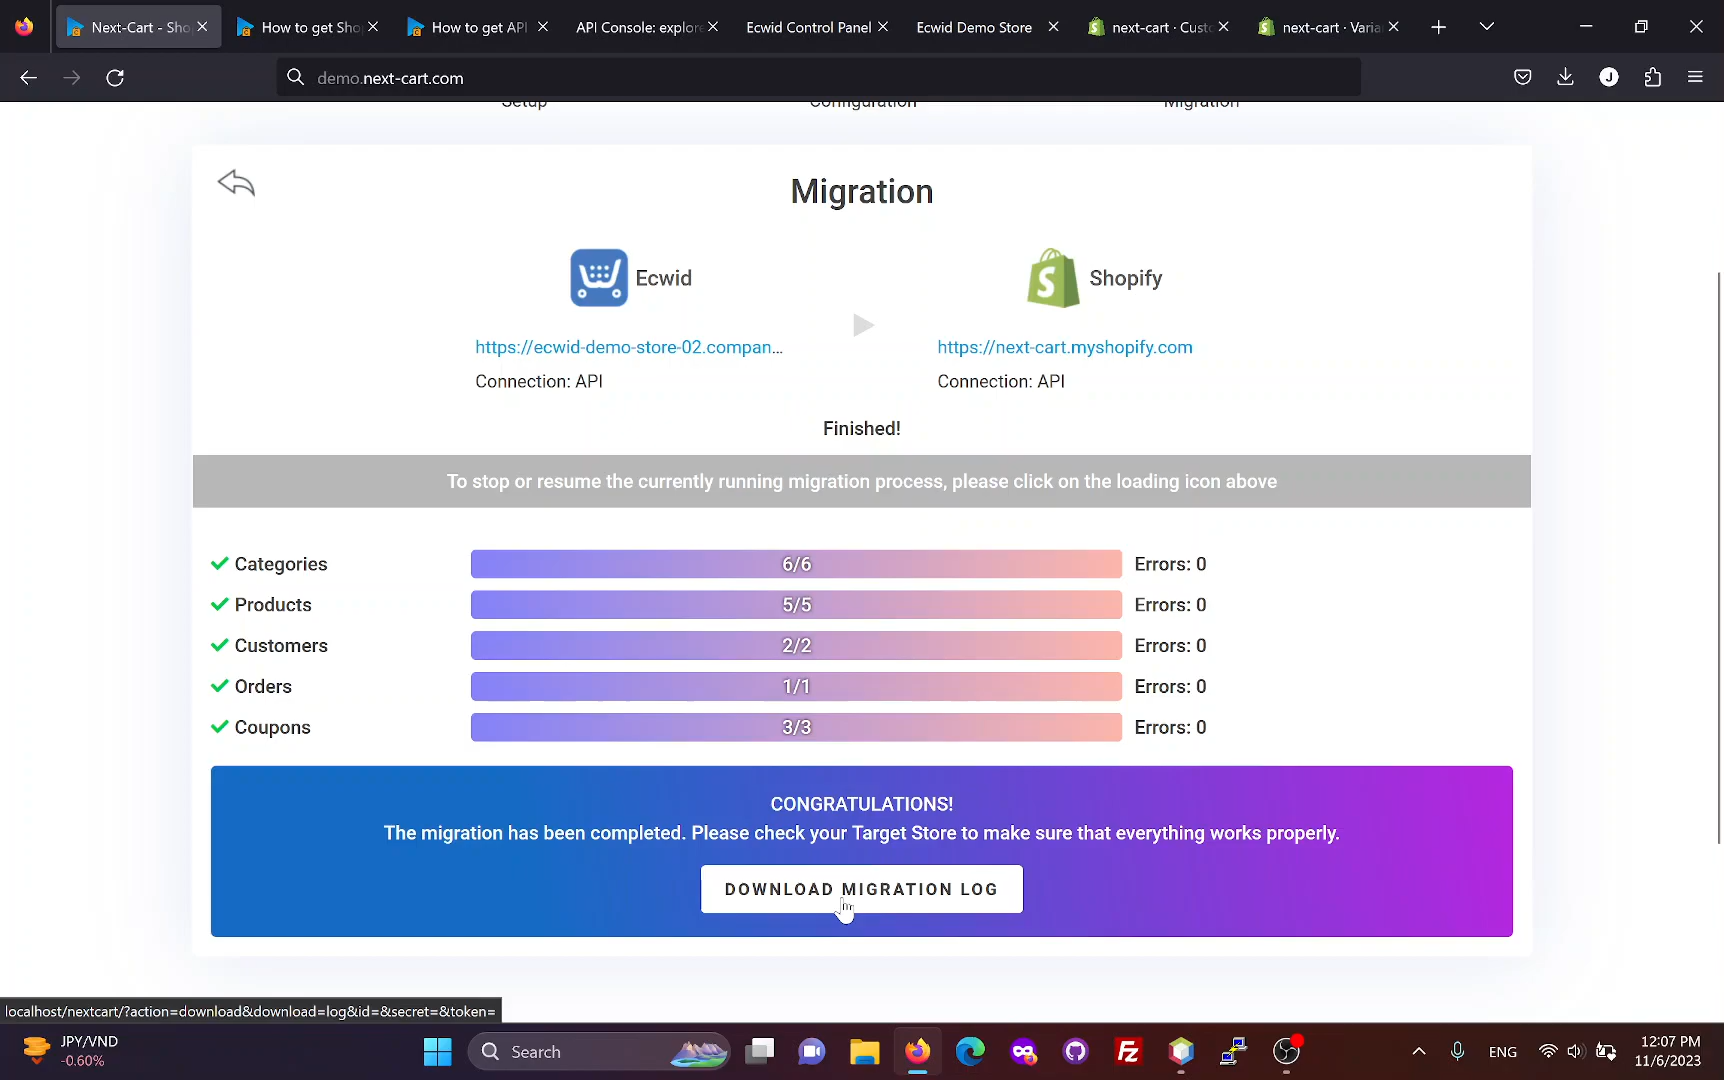 Next-Cart - Sho
How to get Sho
How to get API
API Console: explore
Ecwid Control Panel
Ecwid Demo Store
next-cart · Custo
next-cart · Varia
demo.next-cart.com
J
Setup
Configuration
Migration
Migration
Ecwid
Shopify
https://ecwid-demo-store-02.compan...
https://next-cart.myshopify.com
Connection: API
Connection: API
Finished!
To stop or resume the currently running migration process, please click on the loading icon above
Categories 6/6 Errors: 0
Products 5/5 Errors: 0
Customers 2/2 Errors: 0
Orders 1/1 Errors: 0
Coupons 3/3 Errors: 0
CONGRATULATIONS!
The migration has been completed. Please check your Target Store to make sure that everything works properly.
DOWNLOAD MIGRATION LOG
localhost/nextcart/?action=download&download=log&id=&secret=&token=
JPY/VND
-0.60%
Search
ENG
12:07 PM
11/6/2023